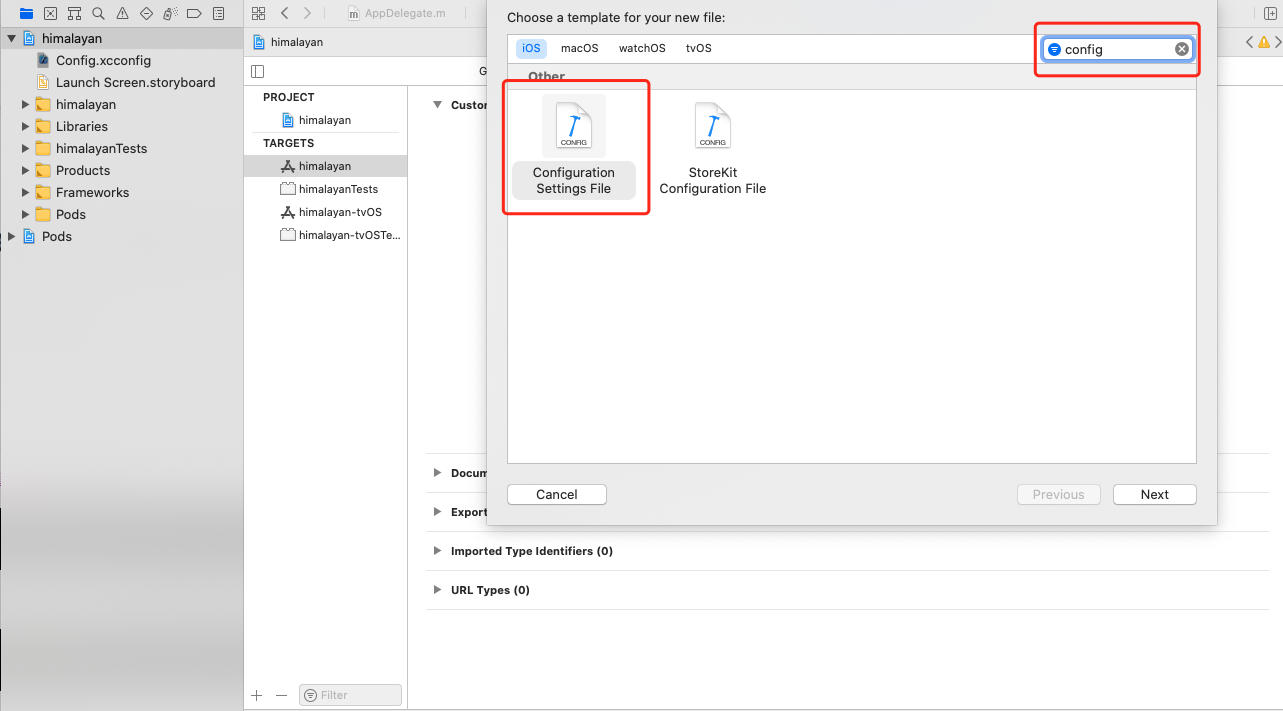 AppDelegate.m
himalayan
Config.xcconfig
Launch Screen.storyboard
himalayan
Libraries
himalayanTests
Products
Frameworks
Pods
Pods
himalayan
G
PROJECT
himalayan
TARGETS
himalayan
himalayanTests
himalayan-tvOS
himalayan-tvOSTe...
Filter
Custor
Docum
Export
Imported Type Identifiers (0)
URL Types (0)
Choose a template for your new file:
iOS
macOS
watchOS
tvOS
config
Other
CONFIG
Configuration
Settings File
CONFIG
StoreKit
Configuration File
Cancel
Previous
Next